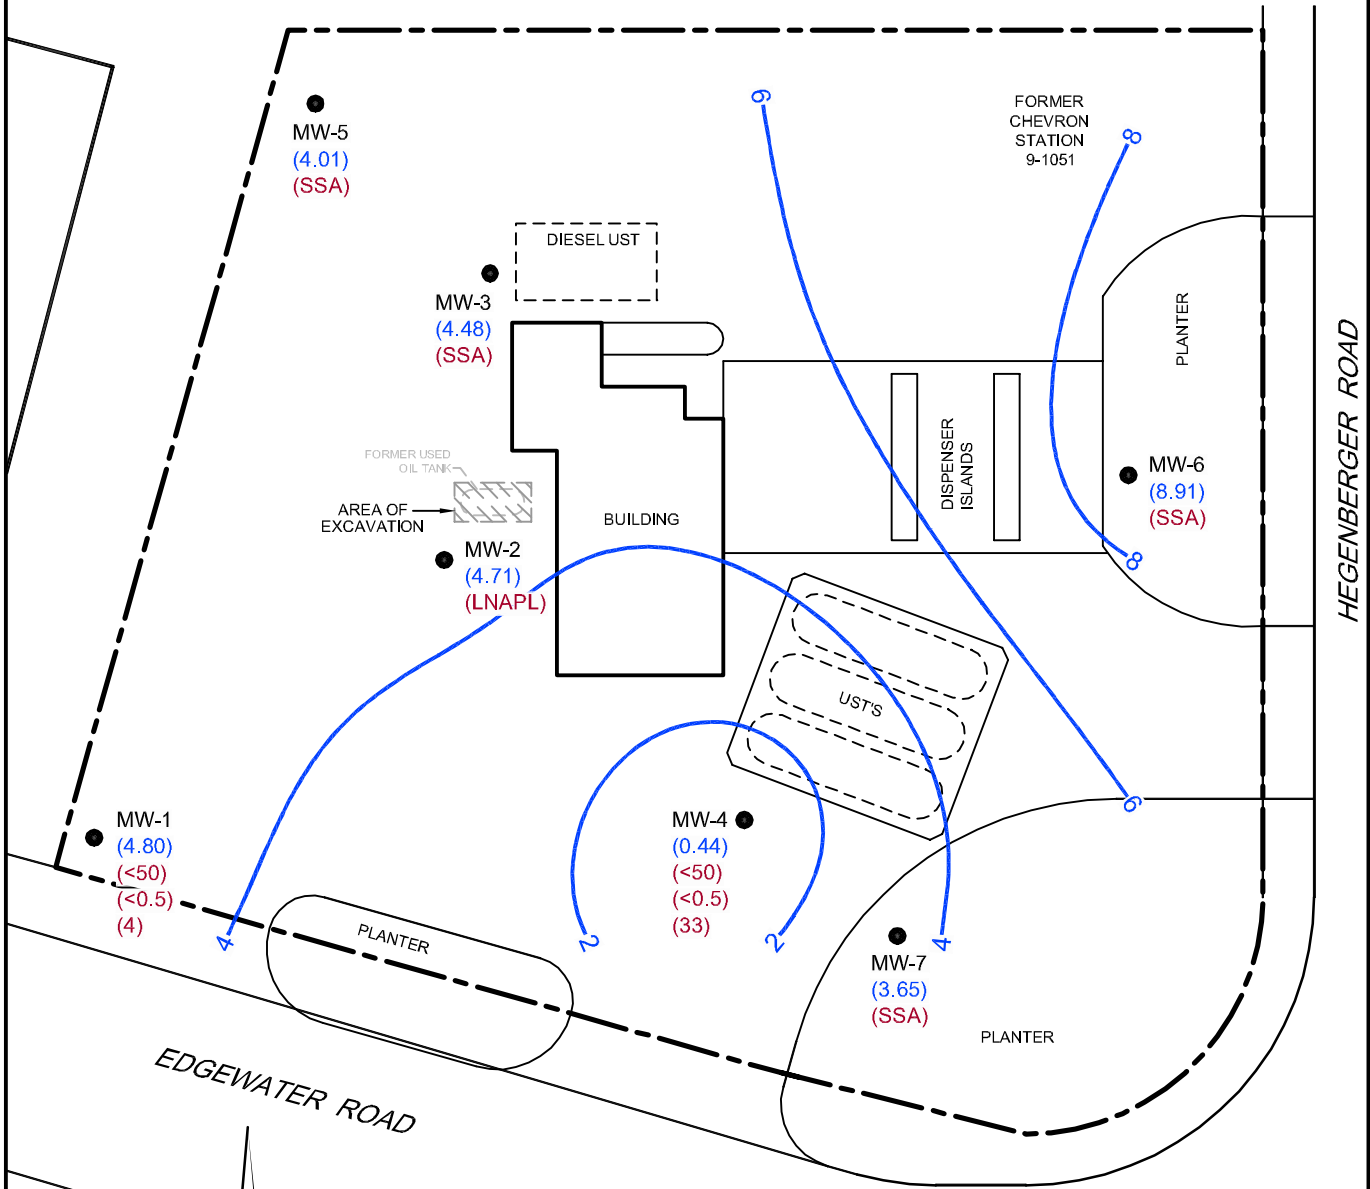 6
FORMER
CHEVRON
STATION
9-1051
8
MW-5
(4.01)
(SSA)
DIESEL UST
MW-3
(4.48)
(SSA)
PLANTER
HEGENBERGER ROAD
FORMER USED
OIL TANK
AREA OF
EXCAVATION
BUILDING
DISPENSER
ISLANDS
MW-6
(8.91)
(SSA)
8
MW-2
(4.71)
(LNAPL)
UST'S
6
MW-1
(4.80)
(<50)
(<0.5)
(4)
MW-4
(0.44)
(<50)
(<0.5)
(33)
4
PLANTER
2
2
4
MW-7
(3.65)
(SSA)
PLANTER
EDGEWATER ROAD